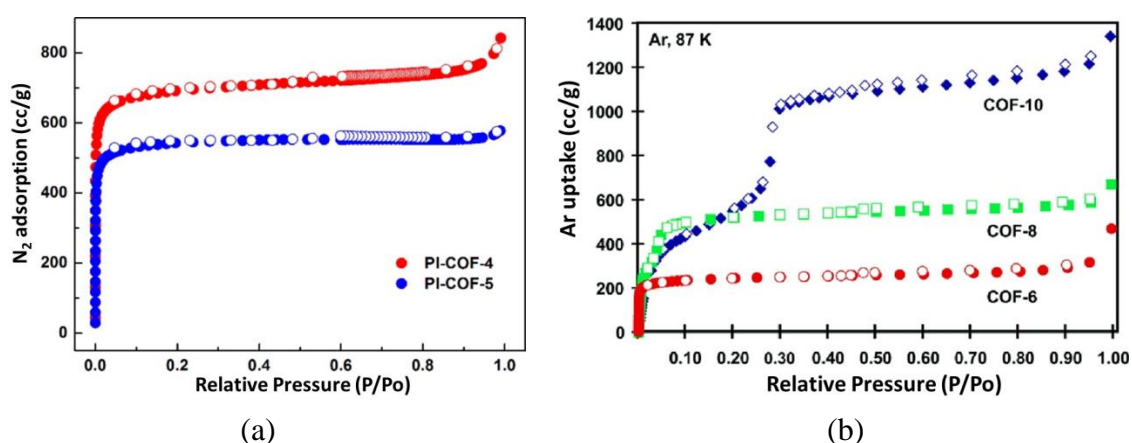 N2 adsorption (cc/g)
800
600
400
200
0
PI-COF-4
PI-COF-5
0.0 0.2 0.4 0.6 0.8 1.0
Relative Pressure (P/Po)
(a)
Ar uptake (cc/g)
1400
1200
1000
800
600
400
200
0
Ar, 87 K
COF-10
COF-8
COF-6
0.10 0.20 0.30 0.40 0.50 0.60 0.70 0.80 0.90 1.00
Relative Pressure (P/Po)
(b)